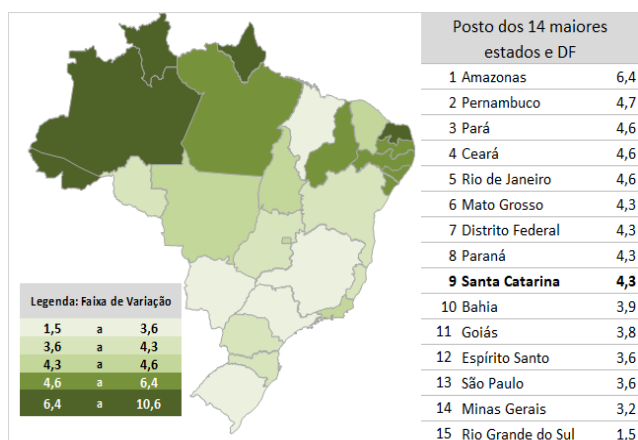 Posto dos 14 maiores
estados e DF
1 Amazonas 6,4
2 Pernambuco 4,7
3 Pará 4,6
4 Ceará 4,6
5 Rio de Janeiro 4,6
6 Mato Grosso 4,3
7 Distrito Federal 4,3
8 Paraná 4,3
9 Santa Catarina 4,3
10 Bahia 3,9
11 Goiás 3,8
12 Espírito Santo 3,6
13 São Paulo 3,6
14 Minas Gerais 3,2
15 Rio Grande do Sul 1,5
Legenda: Faixa de Variação
1,5 a 3,6
3,6 a 4,3
4,3 a 4,6
4,6 a 6,4
6,4 a 10,6